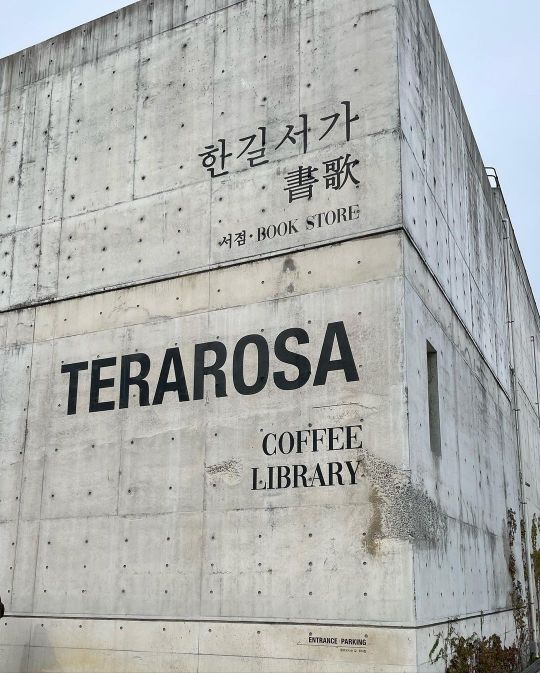 한길서가
書歌
서점·BOOK STORE
TERAROSA
COFFEE
LIBRARY
ENTRANCE PARKING